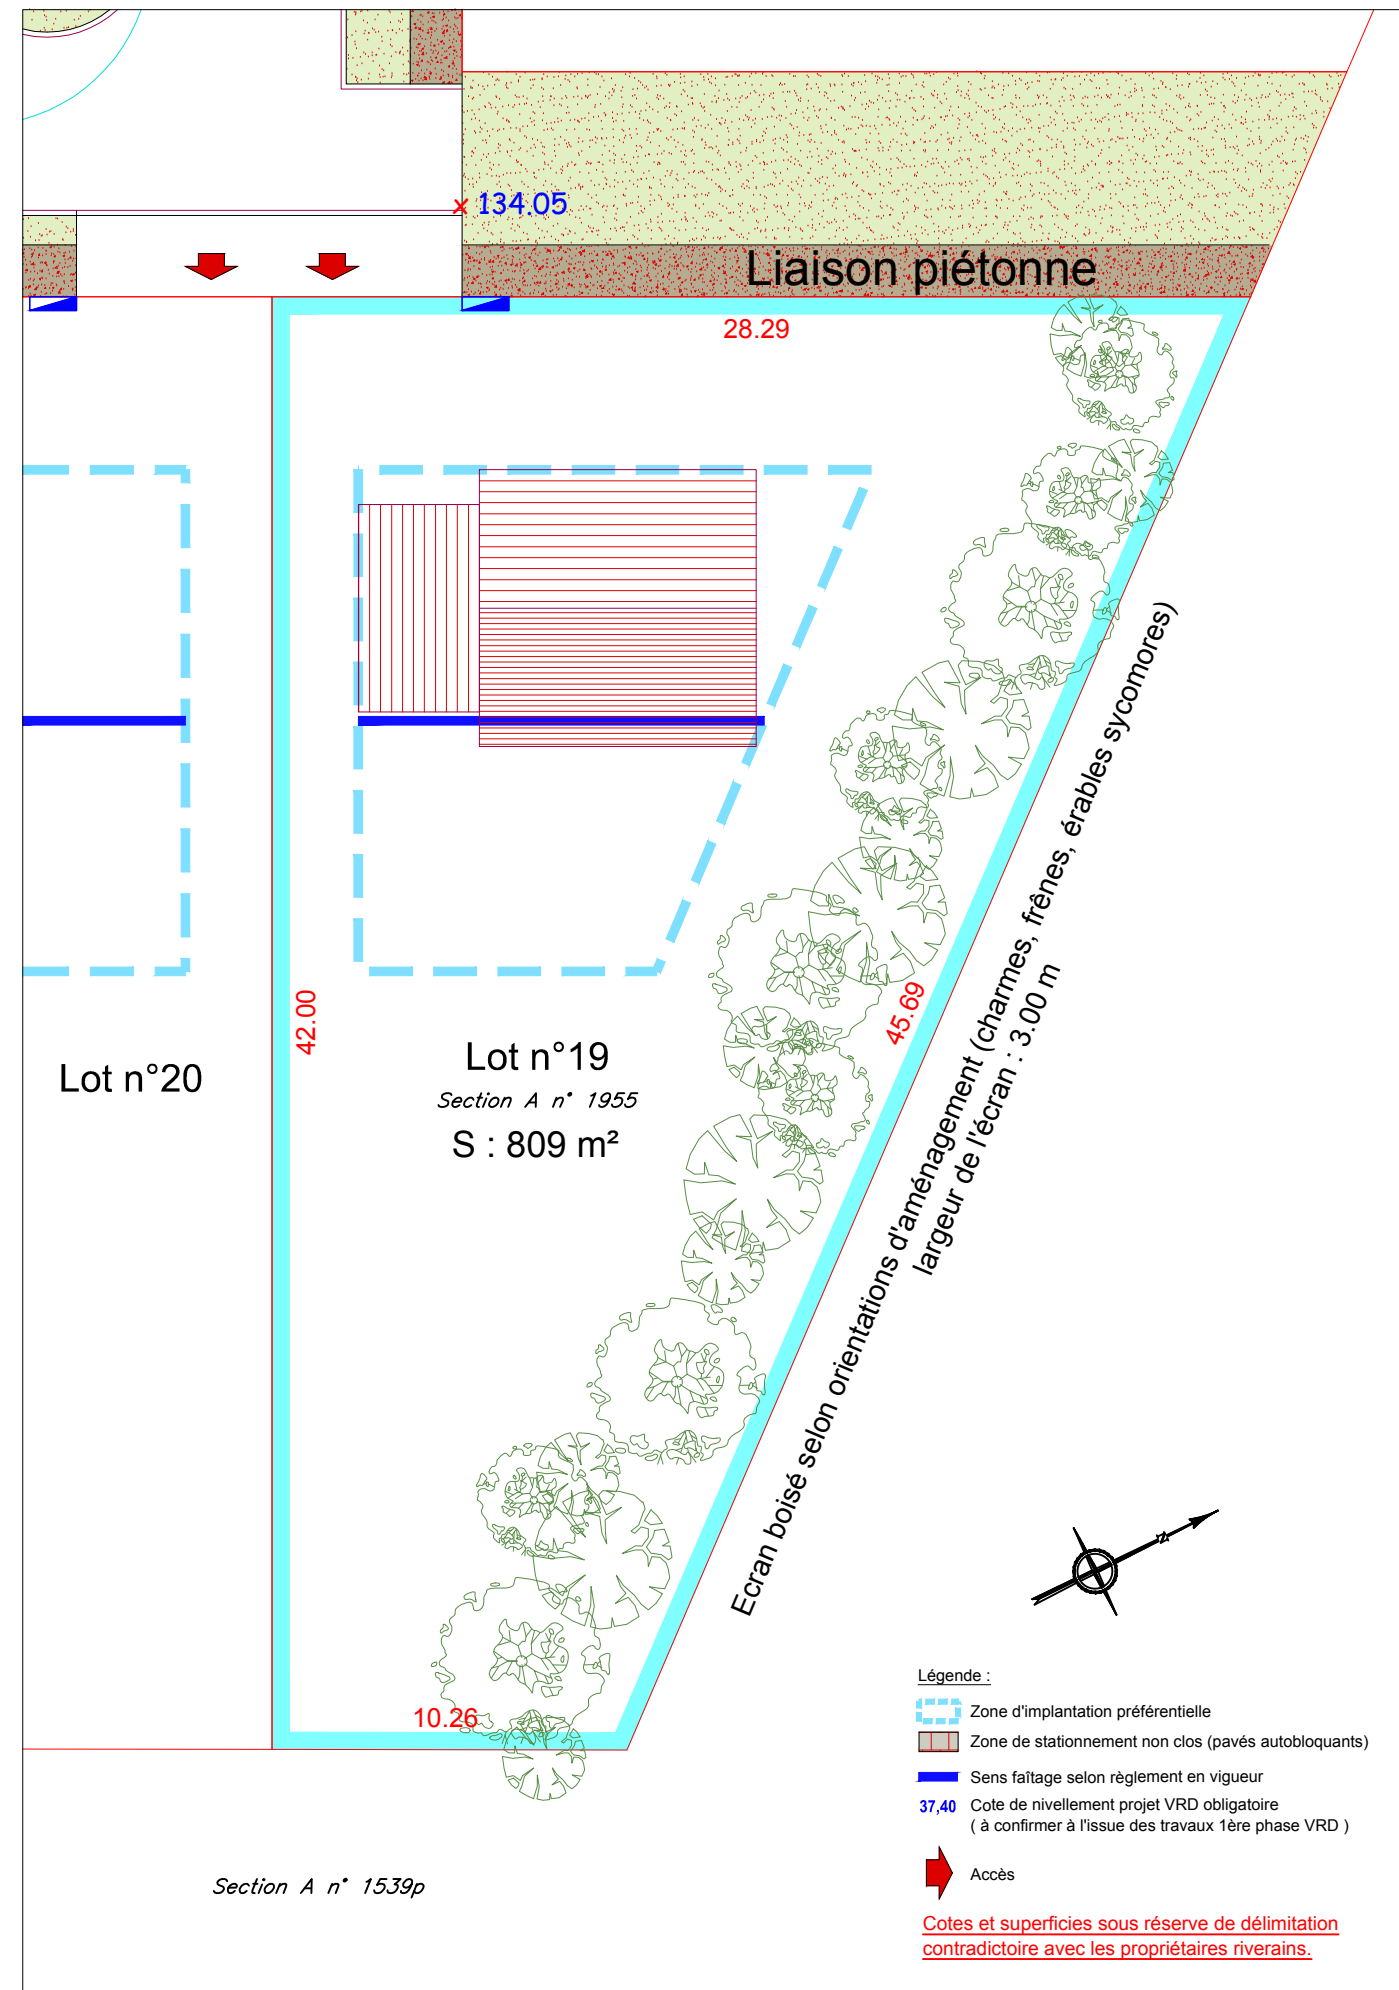 134.05
Liaison piétonne
28.29
42.00
45.69
Ecran boisé selon orientations d'aménagement (charmes, frênes, érables sycomores)
largeur de l'écran : 3.00 m
Lot n°20
Lot n°19
Section A n° 1955
S : 809 m²
10.26
N
Légende :
Zone d'implantation préférentielle
Zone de stationnement non clos (pavés autobloquants)
Sens faîtage selon règlement en vigueur
37,40 Cote de nivellement projet VRD obligatoire
( à confirmer à l'issue des travaux 1ère phase VRD )
Accès
Section A n° 1539p
Cotes et superficies sous réserve de délimitation
contradictoire avec les propriétaires riverains.